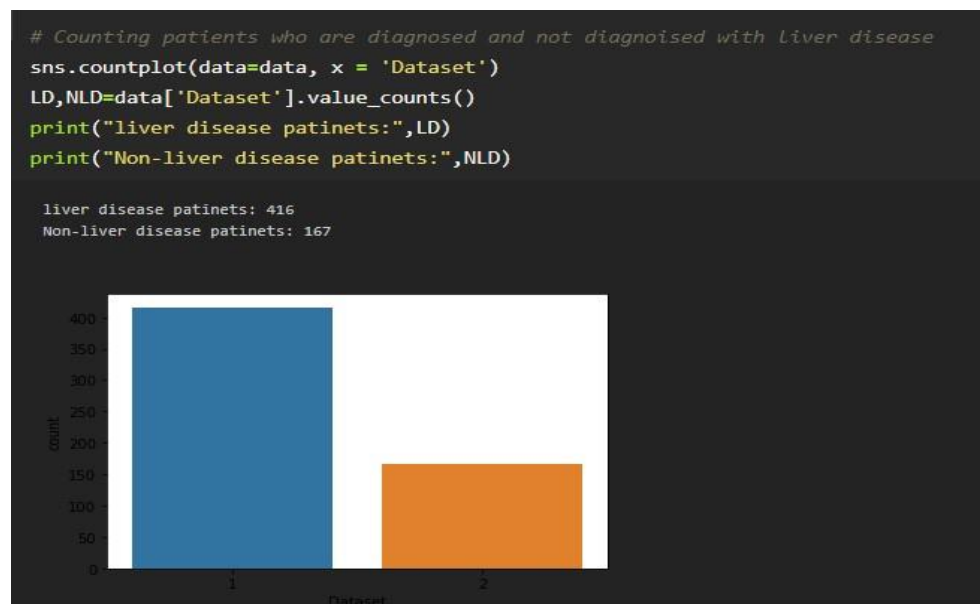 # Counting patients who are diagnosed and not diagnoised with liver disease
sns.countplot(data=data, x = 'Dataset')
LD,NLD=data['Dataset'].value_counts()
print("liver disease patinets:",LD)
print("Non-liver disease patinets:",NLD)
liver disease patinets: 416
Non-liver disease patinets: 167
400
350
300
250
200
150
100
50
0
count
1 2
Dataset